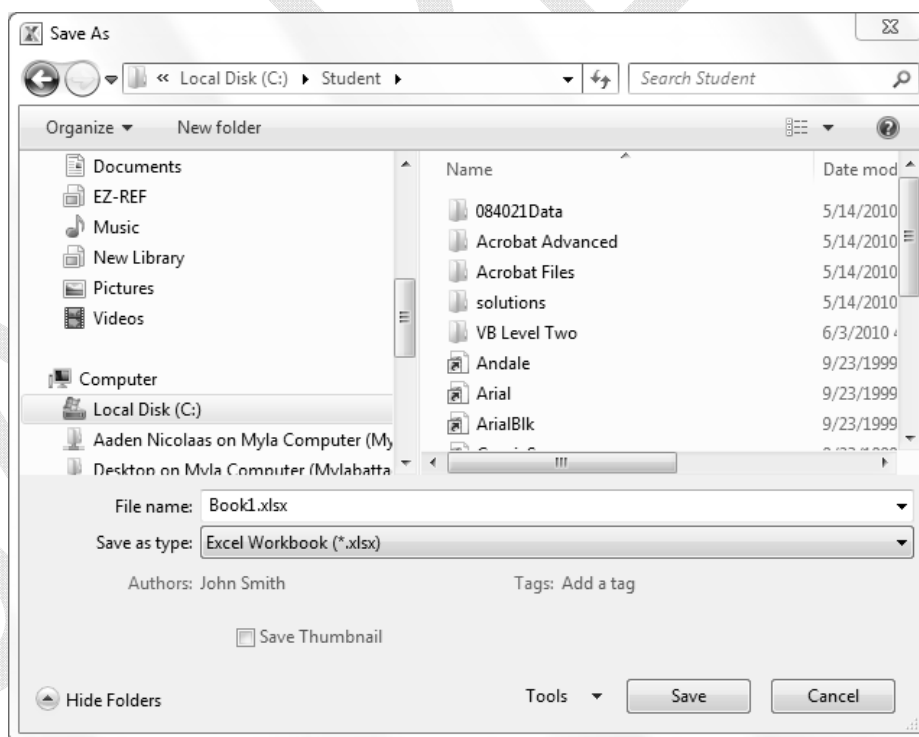 Save As
« Local Disk (C:) Student
Search Student
Organize
New folder
Documents
EZ-REF
Music
New Library
Pictures
Videos
Computer
Local Disk (C:)
Aaden Nicolaas on Myla Computer (My
Desktop on Myla Computer (Mylabatta
Name Date mod
084021Data 5/14/2010
Acrobat Advanced 5/14/2010
Acrobat Files 5/14/2010
solutions 5/14/2010
VB Level Two 6/3/2010 4
Andale 9/23/1999
Arial 9/23/1999
ArialBlk 9/23/1999
File name: Book1.xlsx
Save as type: Excel Workbook (*.xlsx)
Authors: John Smith Tags: Add a tag
Save Thumbnail
Hide Folders
Tools
Save
Cancel